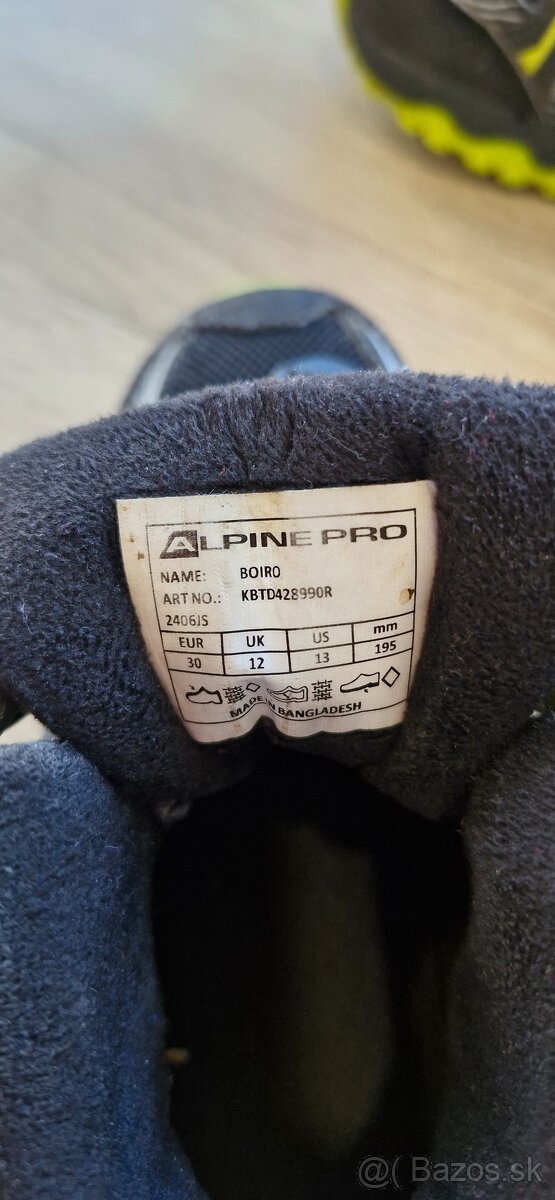 ALPINE PRO
NAME: BOIRO
ART NO.: KBTD428990R
2406JS
EUR UK US mm
30 12 13 195
MADE IN BANGLADESH
@( Bazos.sk